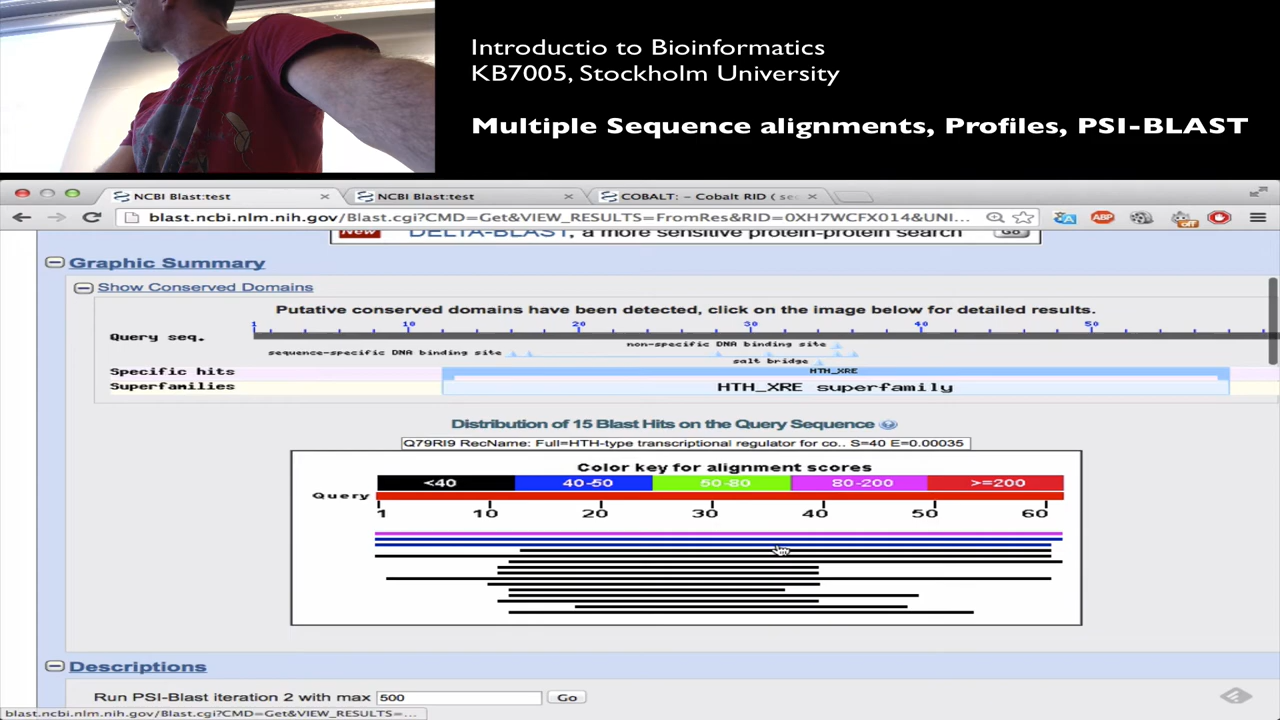 Introductio to Bioinformatics
KB7005, Stockholm University
Multiple Sequence alignments, Profiles, PSI-BLAST
NCBI Blast:test
NCBI Blast:test
COBALT: - Cobalt RID ( se
blast.ncbi.nlm.nih.gov/Blast.cgi?CMD=Get&VIEW_RESULTS=FromRes&RID=0XH7WCFX014&UNI...
ABP
off
New DELTA-BLAST, a more sensitive protein-protein search Go
Graphic Summary
Show Conserved Domains
Putative conserved domains have been detected, click on the image below for detailed results.
1 10 20 30 40 50
Query seq.
non-specific DNA binding site
sequence-specific DNA binding site
salt bridge
Specific hits HTH_XRE
Superfamilies HTH_XRE superfamily
Distribution of 15 Blast Hits on the Query Sequence
Q79RI9 RecName: Full=HTH-type transcriptional regulator for co.. S=40 E=0.00035
Color key for alignment scores
<40 40-50 50-80 80-200 >=200
Query
1 10 20 30 40 50 60
Descriptions
Run PSI-Blast iteration 2 with max 500 Go
blast.ncbi.nlm.nih.gov/Blast.cgi?CMD=Get&VIEW_RESULTS=...